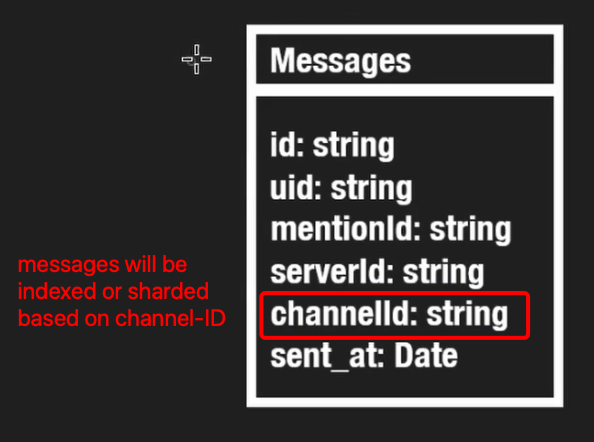 Messages
id: string
uid: string
mentionId: string
serverId: string
channelId: string
sent_at: Date
messages will be
indexed or sharded
based on channel-ID